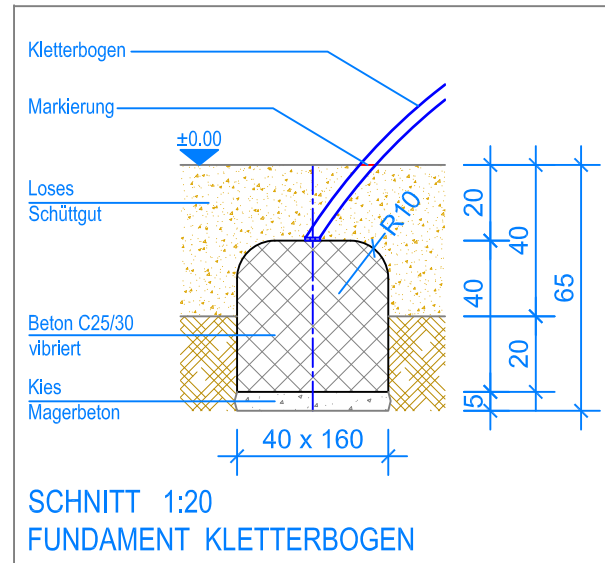 Kletterbogen
Markierung
±0.00
Loses
Schüttgut
R10
20
40
40
65
Beton C25/30
vibriert
20
Kies
Magerbeton
5
40 x 160
SCHNITT 1:20
FUNDAMENT KLETTERBOGEN